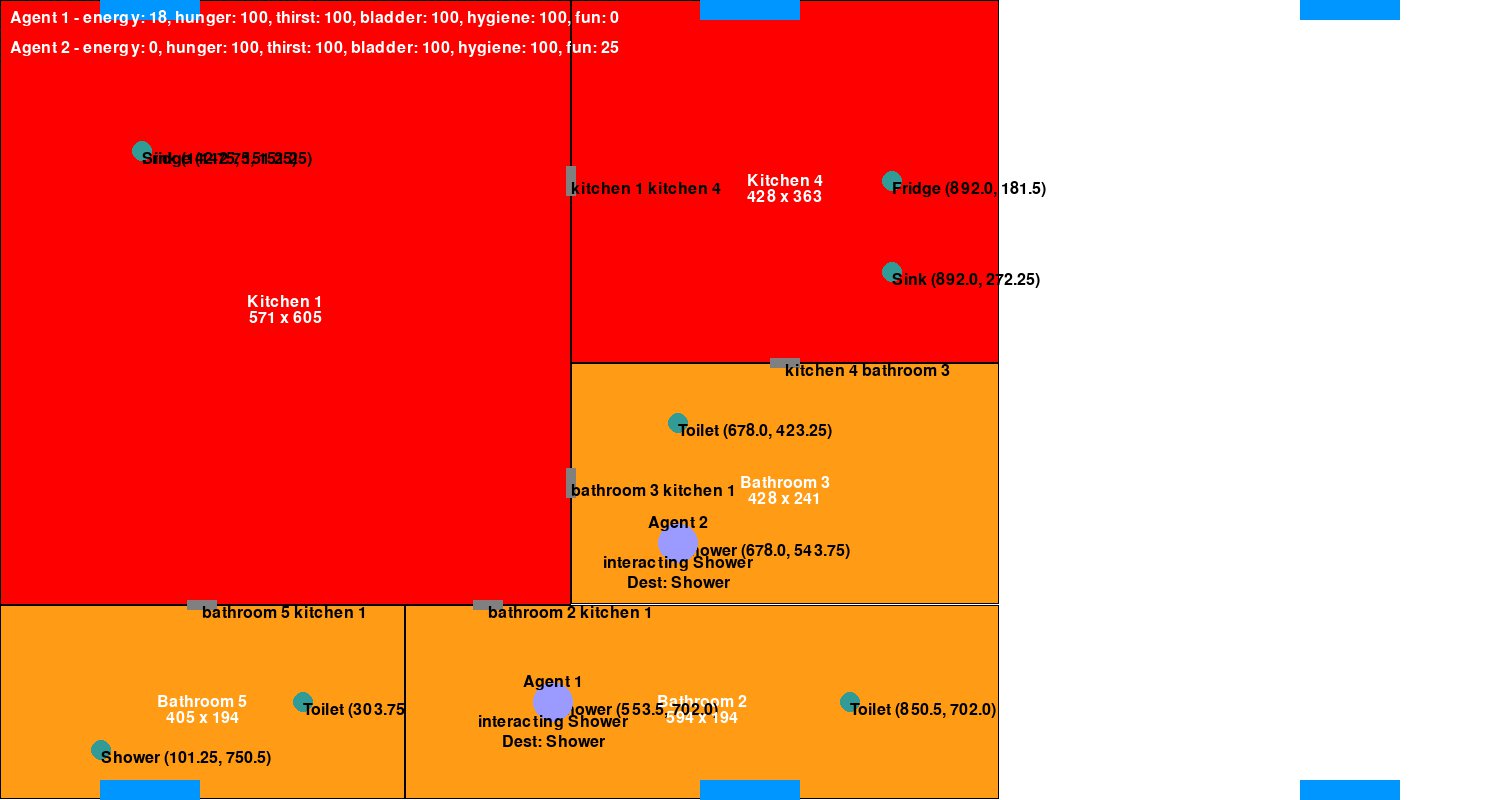 Agent 1 - energy: 18, hunger: 100, thirst: 100, bladder: 100, hygiene: 100, fun: 0
Agent 2 - energy: 0, hunger: 100, thirst: 100, bladder: 100, hygiene: 100, fun: 25
kitchen 1 kitchen 4
Kitchen 4
428 x 363
Fridge (892.0, 181.5)
Sink (892.0, 272.25)
Kitchen 1
571 x 605
kitchen 4 bathroom 3
Toilet (678.0, 423.25)
bathroom 3 kitchen 1
Bathroom 3
428 x 241
Agent 2
ower (678.0, 543.75)
interacting Shower
Dest: Shower
bathroom 5 kitchen 1
bathroom 2 kitchen 1
Bathroom 5
405 x 194
Toilet (303.75
Shower (101.25, 750.5)
Agent 1
ower (553.5, 702.0)
interacting Shower
Dest: Shower
Bathroom 2
594 x 194
Toilet (850.5, 702.0)